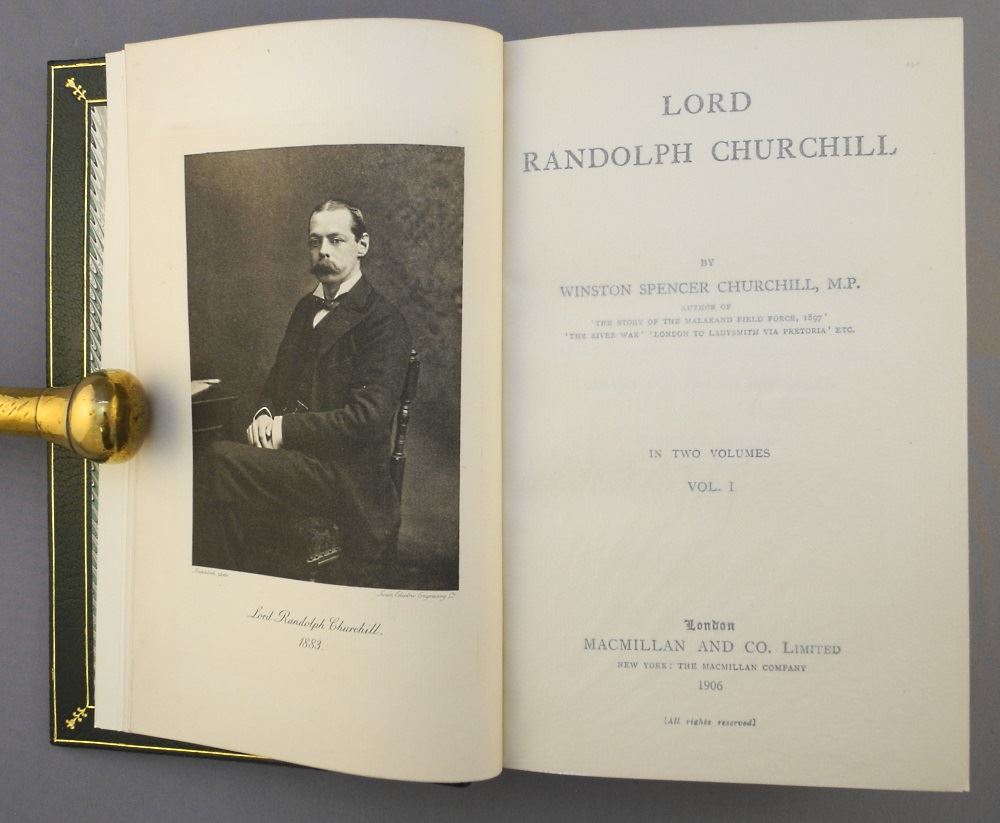 Lord Randolph Churchill.
1883.
LORD
RANDOLPH CHURCHILL
BY
WINSTON SPENCER CHURCHILL, M.P.
AUTHOR OF
'THE STORY OF THE MALAKAND FIELD FORCE, 1897'
'THE RIVER WAR' 'LONDON TO LADYSMITH VIA PRETORIA' ETC.
IN TWO VOLUMES
VOL. I
London
MACMILLAN AND CO. LIMITED
NEW YORK: THE MACMILLAN COMPANY
1906
[All rights reserved]